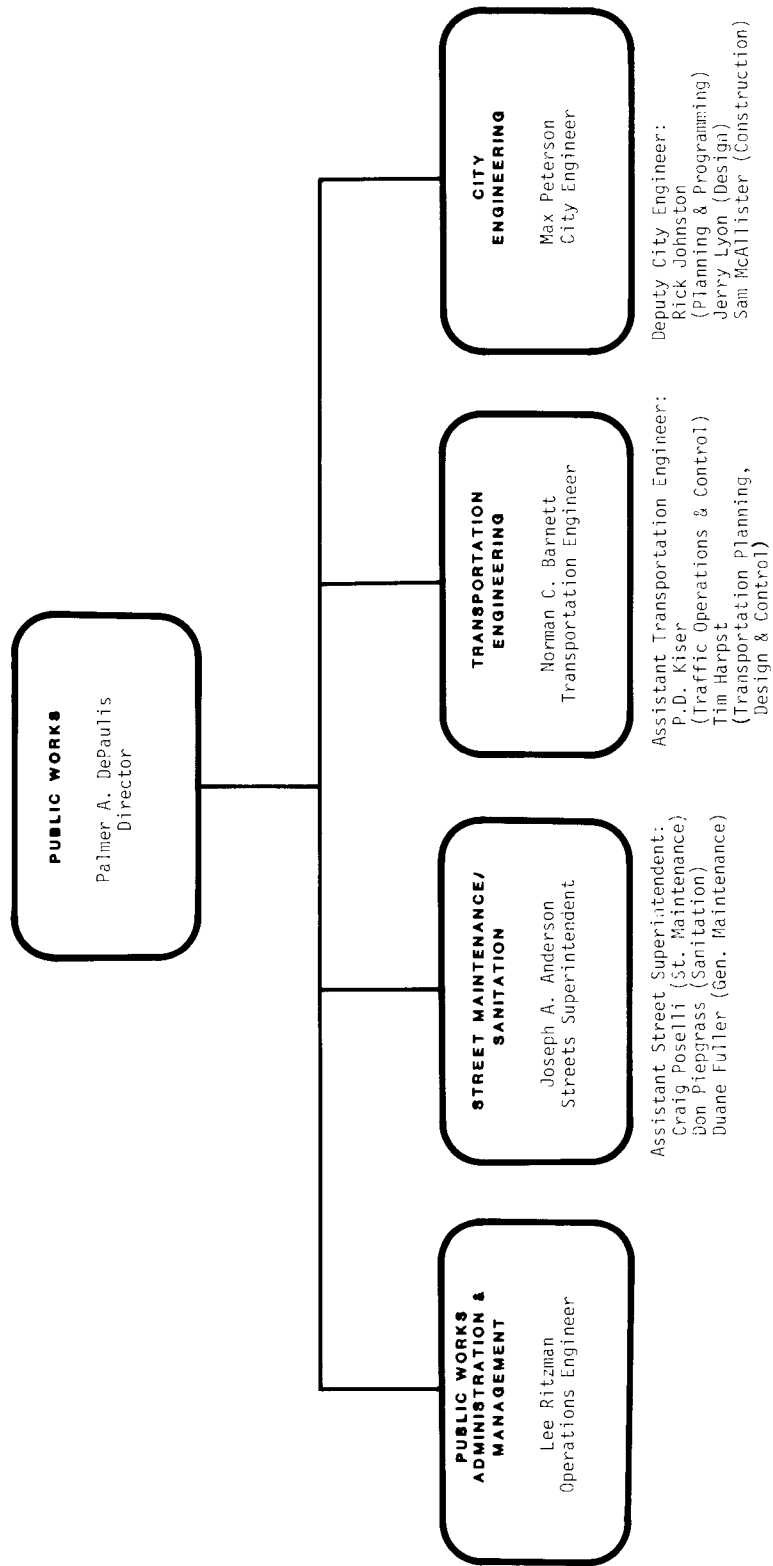 PUBLIC WORKS
Palmer A. DePaulis
Director
PUBLIC WORKS
ADMINISTRATION &
MANAGEMENT
Lee Ritzman
Operations Engineer
STREET MAINTENANCE/
SANITATION
Joseph A. Anderson
Streets Superintendent
Assistant Street Superintendent:
Craig Poselli (St. Maintenance)
Don Piepgrass (Sanitation)
Duane Fuller (Gen. Maintenance)
TRANSPORTATION
ENGINEERING
Norman C. Barnett
Transportation Engineer
Assistant Transportation Engineer:
P.D. Kiser
(Traffic Operations & Control)
Tim Harpst
(Transportation Planning,
Design & Control)
CITY
ENGINEERING
Max Peterson
City Engineer
Deputy City Engineer:
Rick Johnston
(Planning & Programming)
Jerry Lyon (Design)
Sam McAllister (Construction)